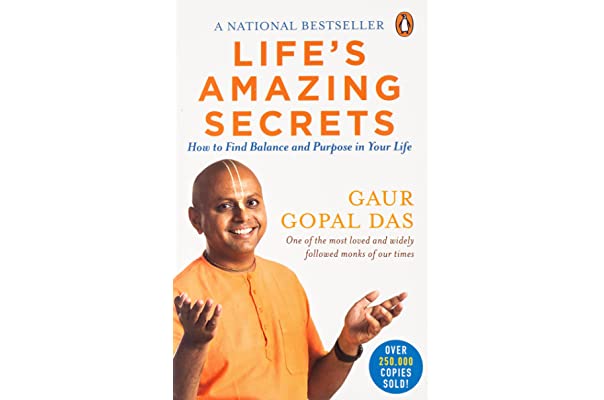 A NATIONAL BESTSELLER
LIFE'S
AMAZING
SECRETS
How to Find Balance and Purpose in Your Life
GAUR
GOPAL DAS
One of the most loved and widely
followed monks of our times
OVER
250,000
COPIES
SOLD!